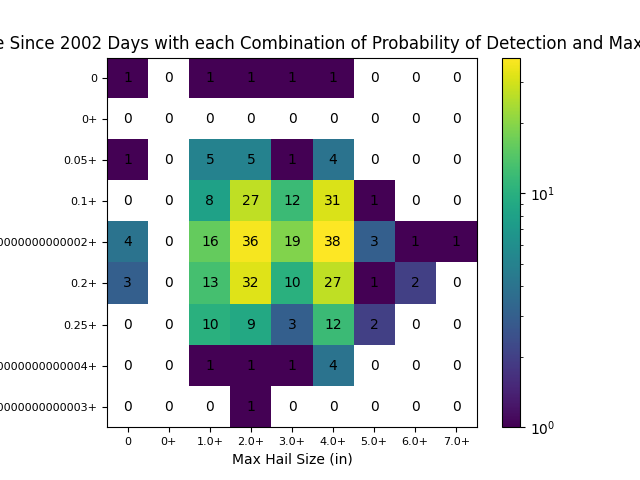 e Since 2002 Days with each Combination of Probability of Detection and Max
0 1 0 1 1 1 1 0 0 0
0+ 0 0 0 0 0 0 0 0 0
0.05+ 1 0 5 5 1 4 0 0 0
0.1+ 0 0 8 27 12 31 1 0 0
0000000000002+ 4 0 16 36 19 38 3 1 1
0.2+ 3 0 13 32 10 27 1 2 0
0.25+ 0 0 10 9 3 12 2 0 0
0000000000004+ 0 0 1 1 1 4 0 0 0
0000000000003+ 0 0 0 1 0 0 0 0 0
0 0+ 1.0+ 2.0+ 3.0+ 4.0+ 5.0+ 6.0+ 7.0+
Max Hail Size (in)
10¹
10⁰